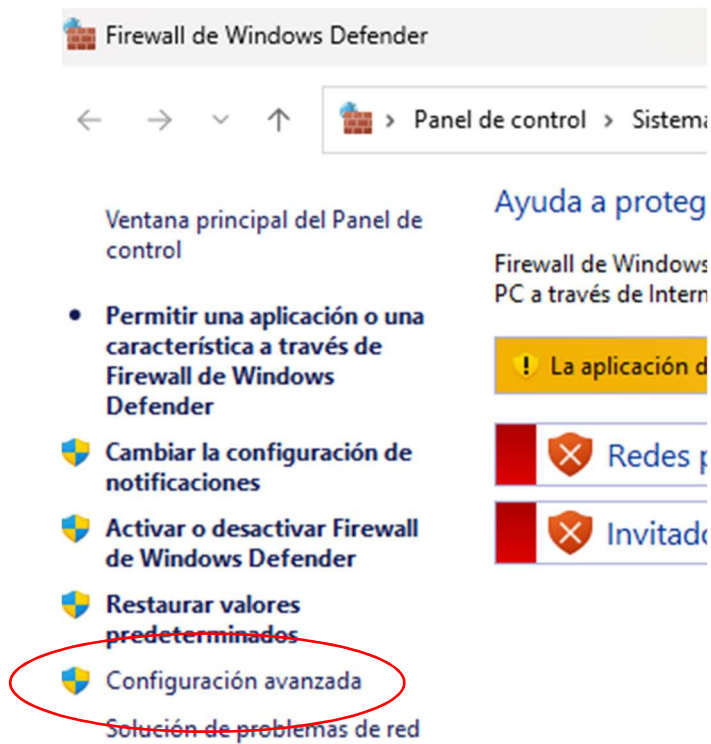 Firewall de Windows Defender
Panel de control > Sistema
Ventana principal del Panel de
control
Permitir una aplicación o una
característica a través de
Firewall de Windows
Defender
Cambiar la configuración de
notificaciones
Activar o desactivar Firewall
de Windows Defender
Restaurar valores
predeterminados
Configuración avanzada
Solución de problemas de red
Ayuda a proteg
Firewall de Windows
PC a través de Intern
La aplicación d
Redes p
Invitado